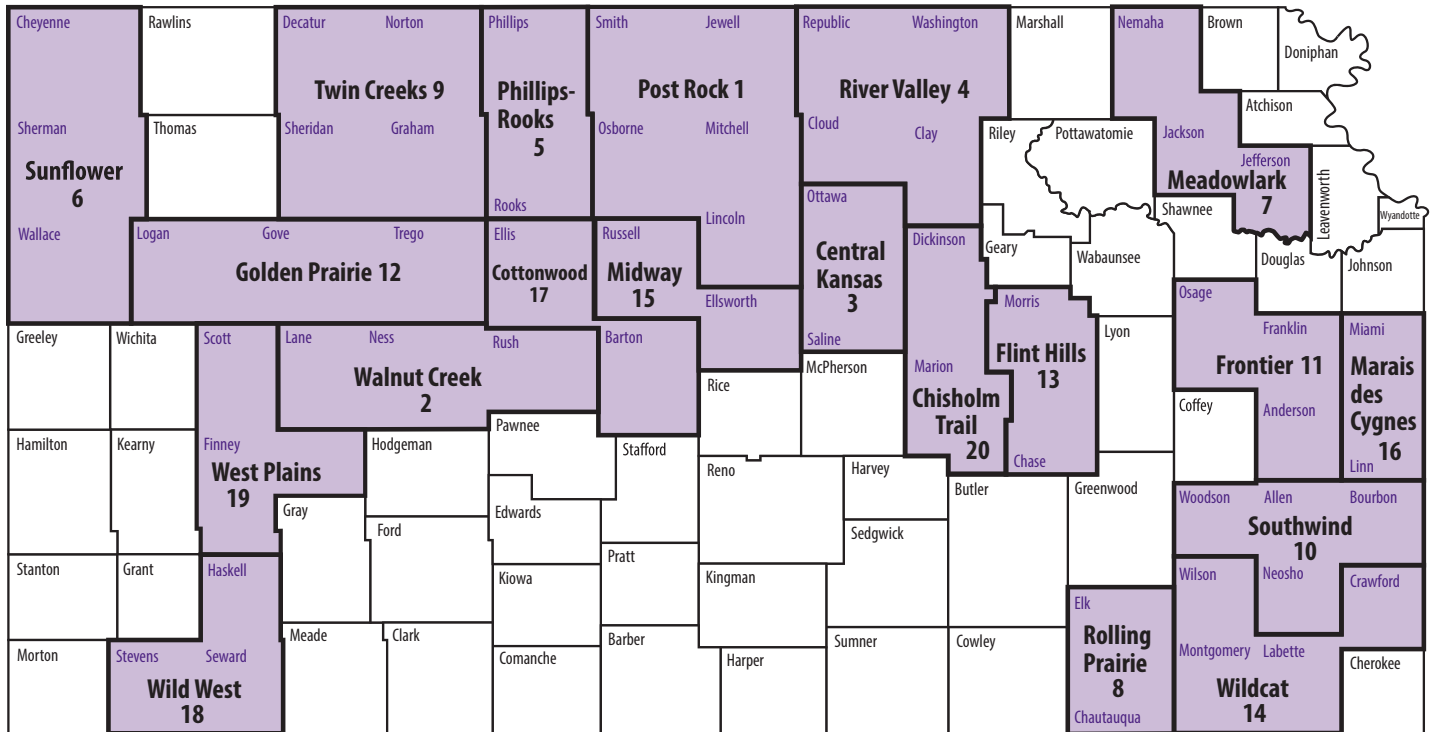 Cheyenne
Rawlins
Decatur
Norton
Phillips
Smith
Jewell
Republic
Washington
Marshall
Nemaha
Brown
Doniphan
Twin Creeks 9
Phillips-
Rooks
5
Post Rock 1
River Valley 4
Atchison
Sherman
Thomas
Sheridan
Graham
Osborne
Mitchell
Cloud
Clay
Riley
Pottawatomie
Jackson
Jefferson
Sunflower
6
Meadowlark
7
Leavenworth
Wyandotte
Rooks
Lincoln
Ottawa
Shawnee
Wallace
Logan
Gove
Trego
Ellis
Russell
Dickinson
Geary
Wabaunsee
Douglas
Johnson
Golden Prairie 12
Cottonwood
17
Midway
15
Central
Kansas
3
Ellsworth
Morris
Osage
Greeley
Wichita
Scott
Lane
Ness
Rush
Barton
Saline
Lyon
Franklin
Miami
Walnut Creek
2
Rice
McPherson
Marion
Flint Hills
13
Frontier 11
Marais
des
Cygnes
16
Chisholm
Trail
20
Coffey
Anderson
Hamilton
Kearny
Finney
Hodgeman
Pawnee
Stafford
Reno
Harvey
Chase
Linn
West Plains
19
Gray
Ford
Edwards
Butler
Greenwood
Woodson
Allen
Bourbon
Sedgwick
Southwind
10
Stanton
Grant
Haskell
Kiowa
Pratt
Kingman
Wilson
Neosho
Crawford
Elk
Morton
Stevens
Seward
Meade
Clark
Comanche
Barber
Harper
Sumner
Cowley
Rolling
Prairie
8
Montgomery
Labette
Cherokee
Wild West
18
Chautauqua
Wildcat
14